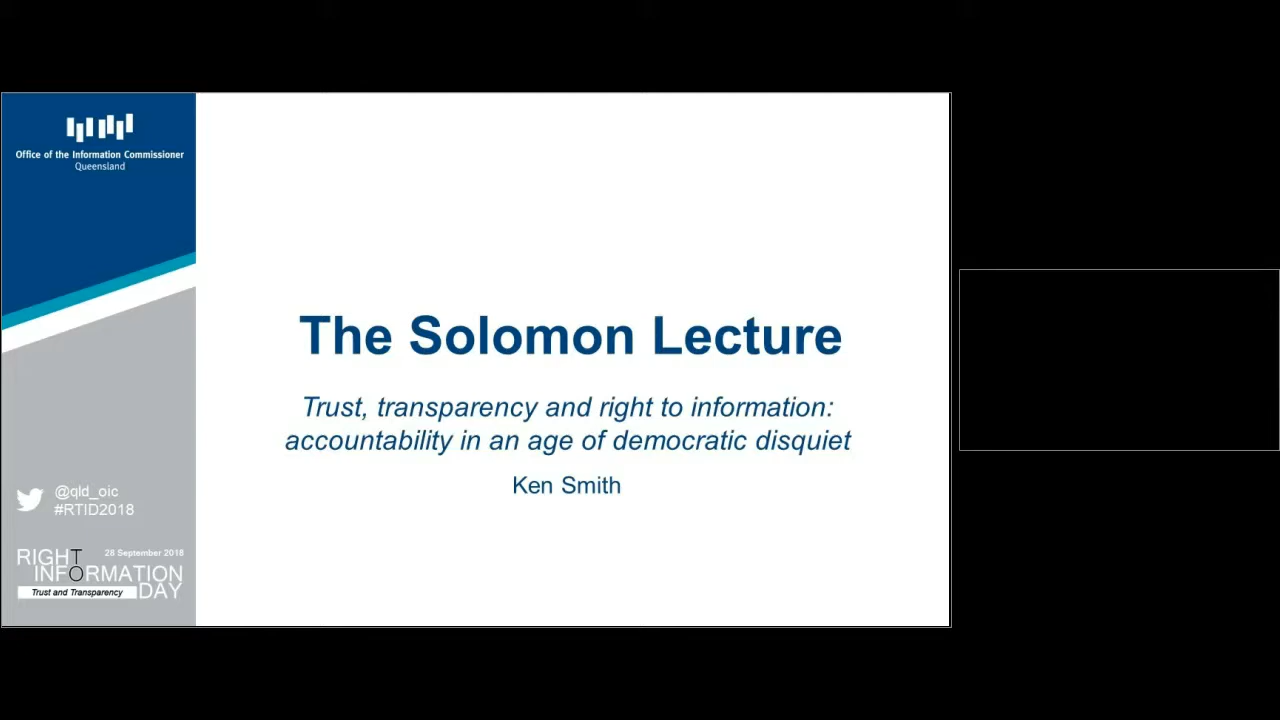 Office of the Information Commissioner
Queensland
The Solomon Lecture
Trust, transparency and right to information:
accountability in an age of democratic disquiet
Ken Smith
@qld_oic
#RTID2018
28 September 2018
RIGHT
INFORMATION
Trust and Transparency
DAY